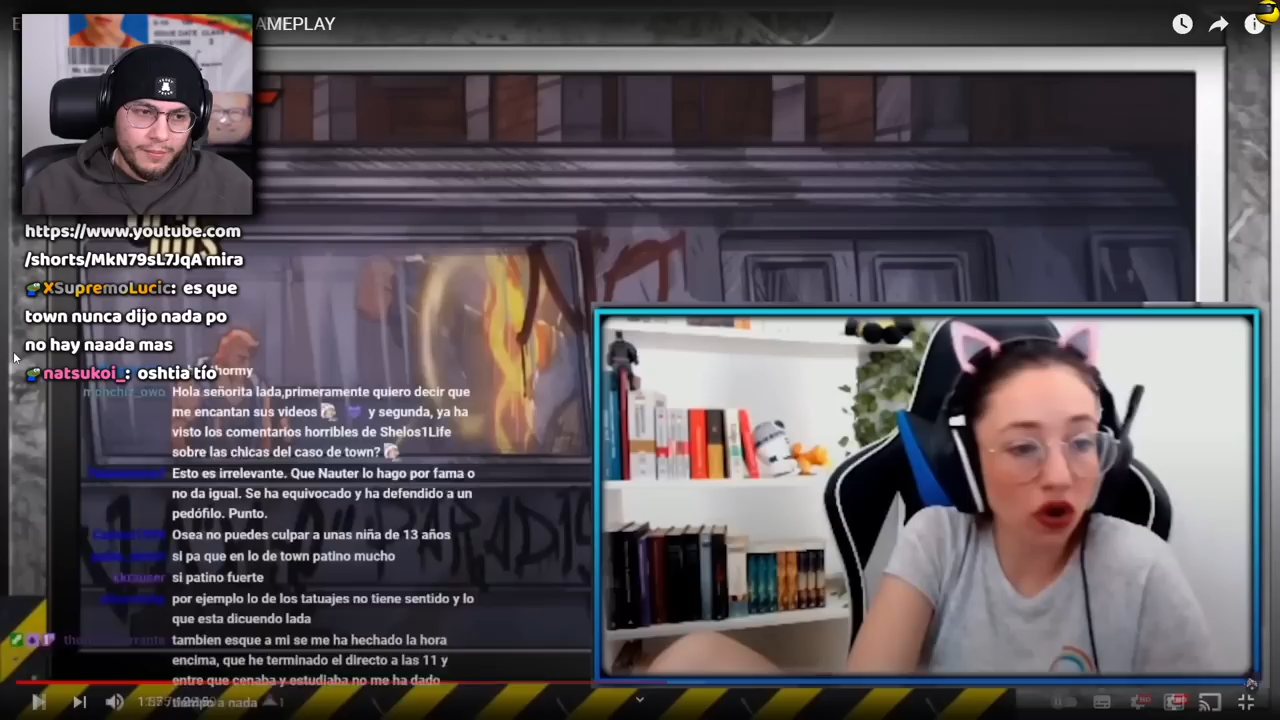 AMEPLAY
https://www.youtube.com
/shorts/MkN79sL7JqA mira
XSupremoLucic: es que
town nunca dijo nada po
no hay naada mas
natsukoi_: oshtia tío
hormy
monchiz_owo Hola señorita lada,primeramente quiero decir que
me encantan sus videos y segunda, ya ha
visto los comentarios horribles de Shelos1Life
sobre las chicas del caso de town?
Esto es irrelevante. Que Nauter lo hago por fama o
no da igual. Se ha equivocado y ha defendido a un
pedófilo. Punto.
Osea no puedes culpar a unas niña de 13 años
si pa que en lo de town patino mucho
si patino fuerte
por ejemplo lo de los tatuajes no tiene sentido y lo
que esta dicuendo lada
tambien esque a mi se me ha hechado la hora
encima, que he terminado el directo a las 11 y
entre que cenaba y estudiaba no me ha dado
tiempo a nada